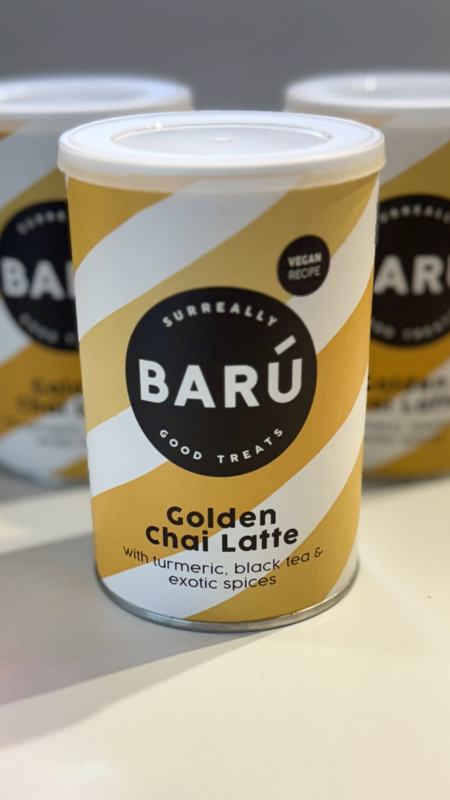 VEGAN
RECIPE
SURREALLY
BARÚ
GOOD TREATS
Golden
Chai Latte
with turmeric, black tea &
exotic spices